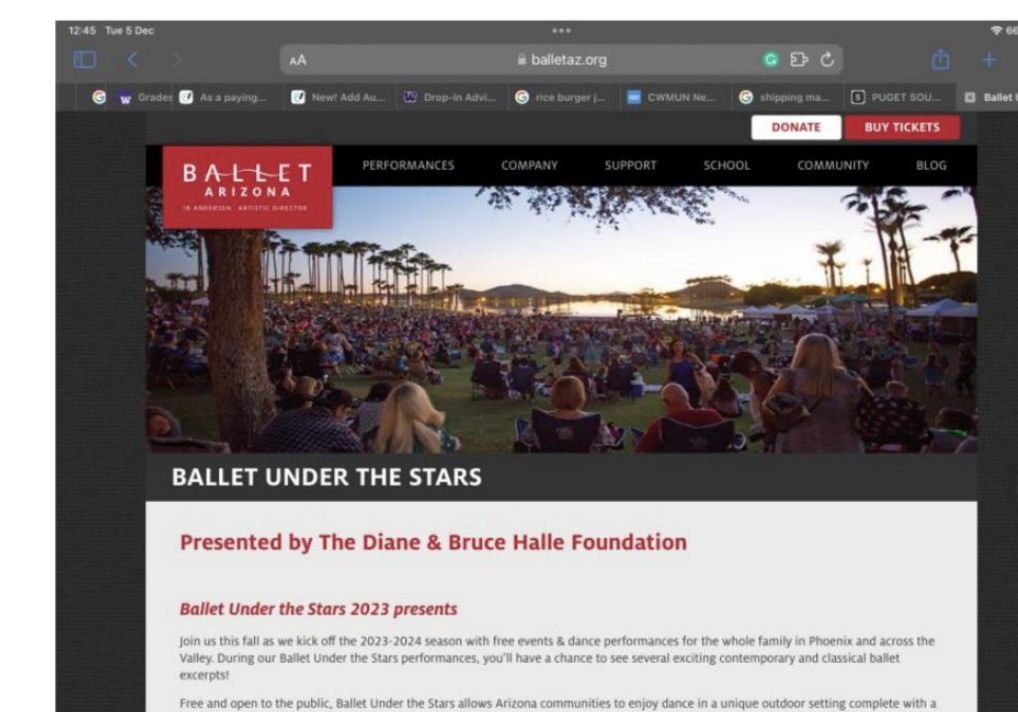 12:45 Tue 5 Dec
66
AA balletaz.org
Grades As a paying... New! Add Au... Drop-In Advi... rice burger j... CWMUN Ne... shipping ma... PUGET SOU... Ballet U
DONATE BUY TICKETS
BALLET
ARIZONA
IB ANDERSEN ARTISTIC DIRECTOR
PERFORMANCES COMPANY SUPPORT SCHOOL COMMUNITY BLOG
BALLET UNDER THE STARS
Presented by The Diane & Bruce Halle Foundation
Ballet Under the Stars 2023 presents
Join us this fall as we kick off the 2023-2024 season with free events & dance performances for the whole family in Phoenix and across the
Valley. During our Ballet Under the Stars performances, you'll have a chance to see several exciting contemporary and classical ballet
excerpts!
Free and open to the public, Ballet Under the Stars allows Arizona communities to enjoy dance in a unique outdoor setting complete with a